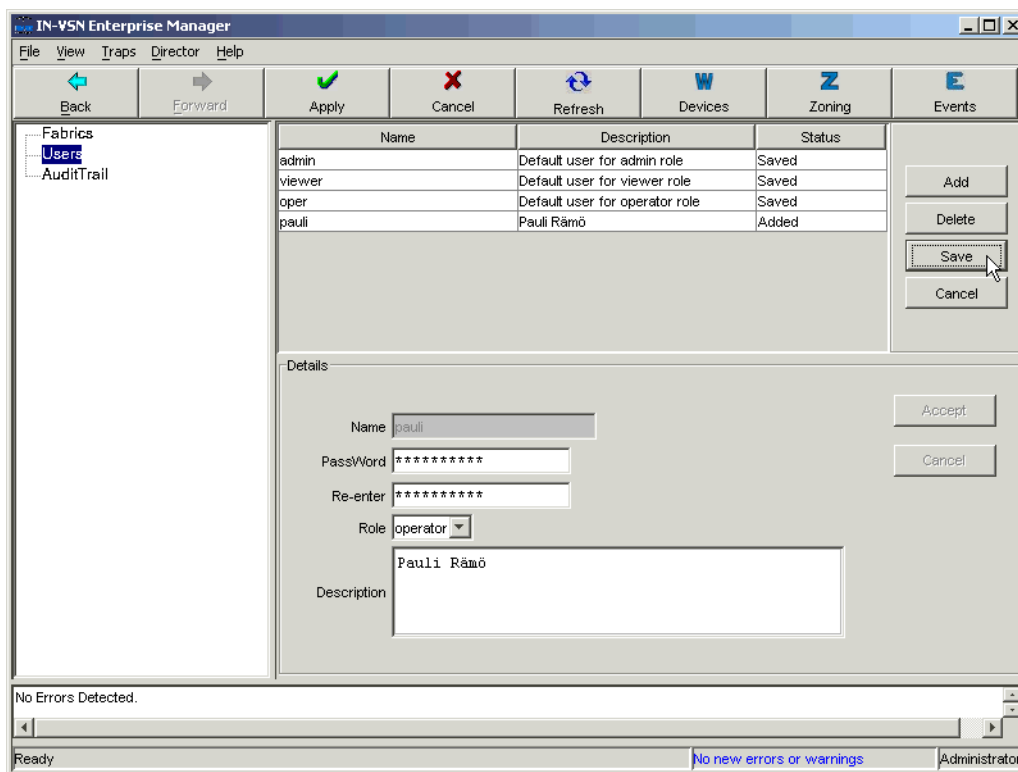 IN-VSN Enterprise Manager
File View Traps Director Help
Back Forward Apply Cancel Refresh Devices Zoning Events
Fabrics
Users
AuditTrail
Name Description Status
admin Default user for admin role Saved
viewer Default user for viewer role Saved
oper Default user for operator role Saved
pauli Pauli Rämö Added
Add
Delete
Save
Cancel
Details
Name pauli
PassWord **********
Re-enter **********
Role operator
Description Pauli Rämö
Accept
Cancel
No Errors Detected.
Ready No new errors or warnings Administrato